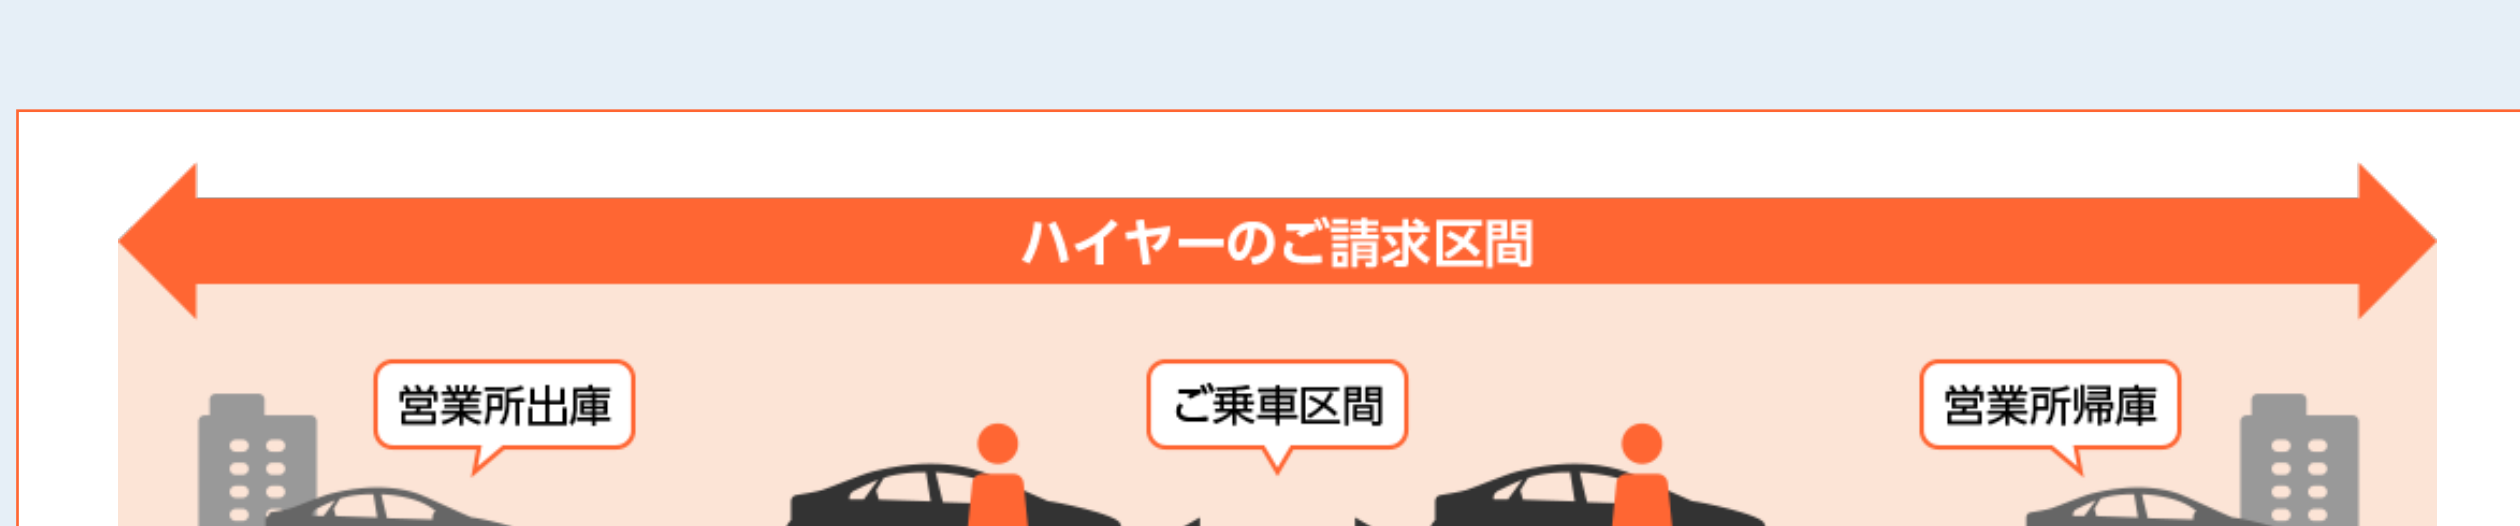 ハイヤーのご請求区間
営業所出庫
ご乗車区間
営業所帰庫